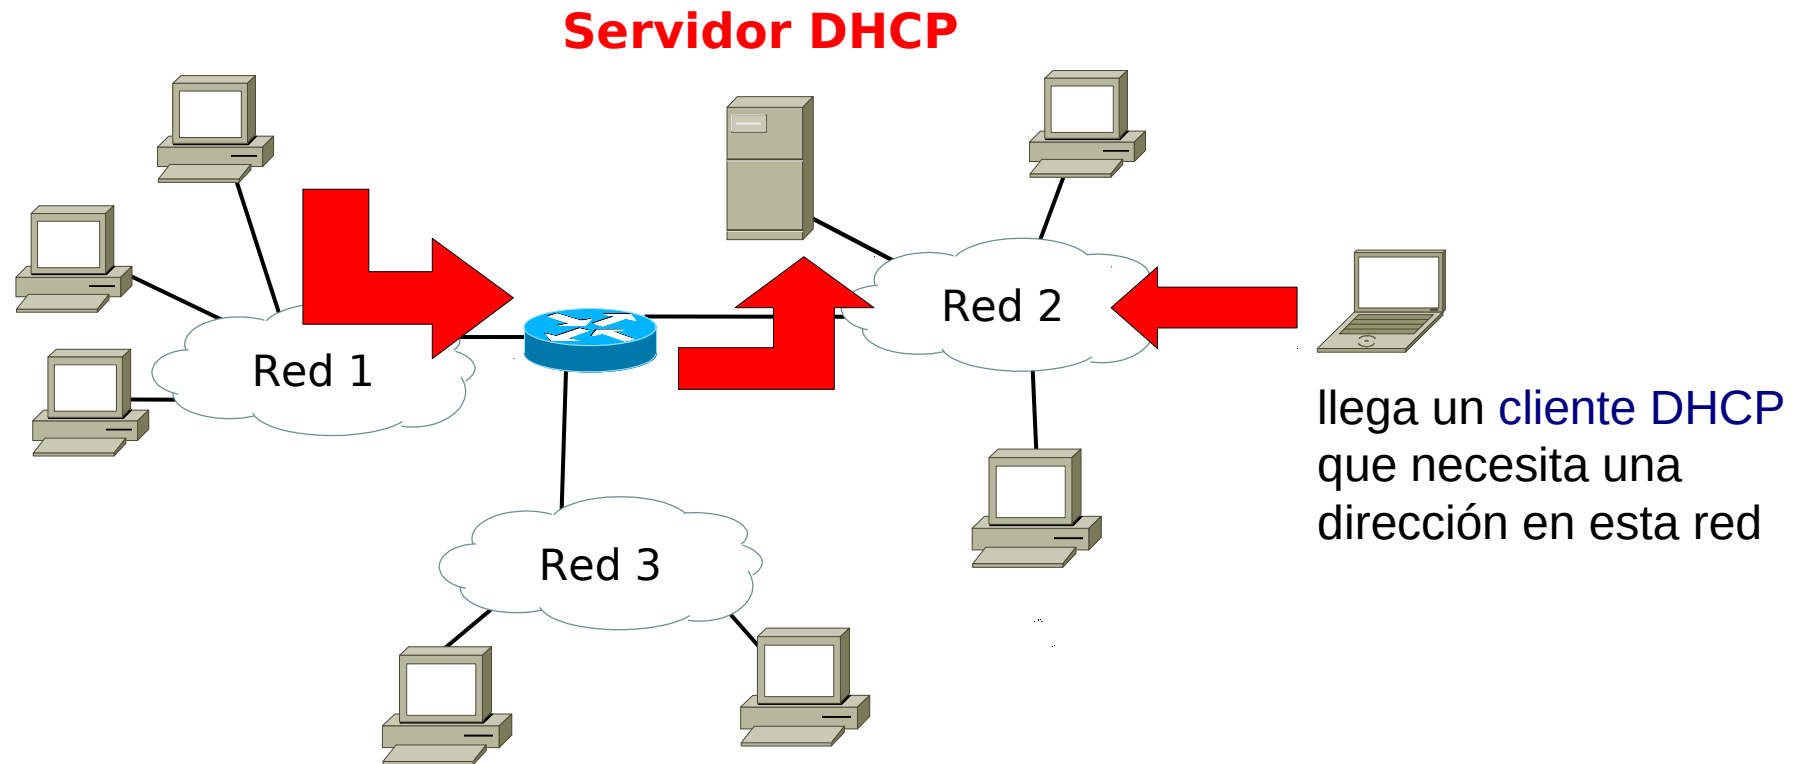 Servidor DHCP
Red 2
Red 1
llega un cliente DHCP
que necesita una
dirección en esta red
Red 3